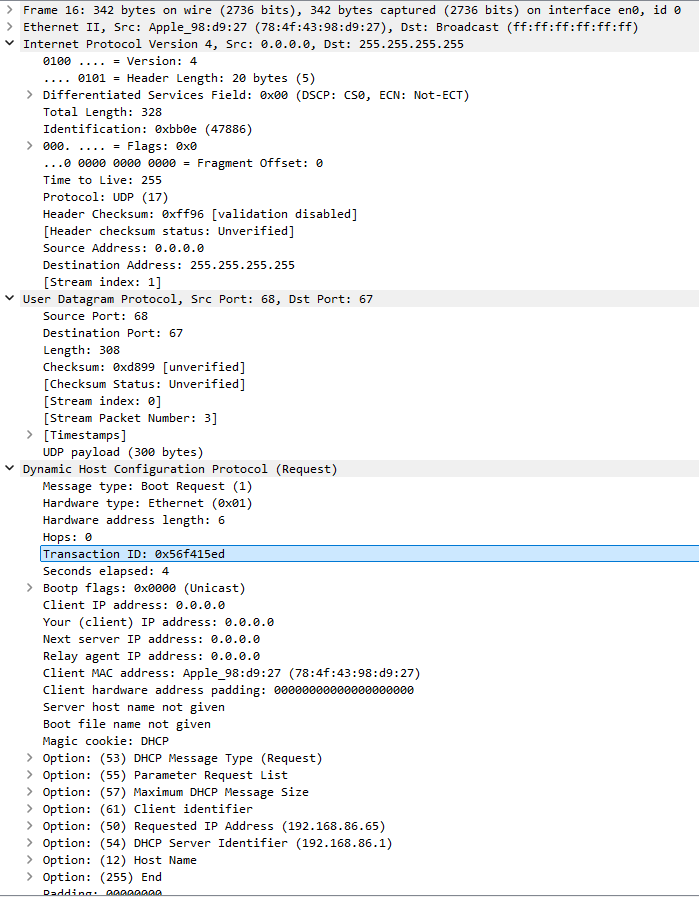 Frame 16: 342 bytes on wire (2736 bits), 342 bytes captured (2736 bits) on interface en0, id 0
Ethernet II, Src: Apple_98:d9:27 (78:4f:43:98:d9:27), Dst: Broadcast (ff:ff:ff:ff:ff:ff)
Internet Protocol Version 4, Src: 0.0.0.0, Dst: 255.255.255.255
0100 .... = Version: 4
.... 0101 = Header Length: 20 bytes (5)
Differentiated Services Field: 0x00 (DSCP: CS0, ECN: Not-ECT)
Total Length: 328
Identification: 0xbb0e (47886)
000. .... = Flags: 0x0
...0 0000 0000 0000 = Fragment Offset: 0
Time to Live: 255
Protocol: UDP (17)
Header Checksum: 0xff96 [validation disabled]
[Header checksum status: Unverified]
Source Address: 0.0.0.0
Destination Address: 255.255.255.255
[Stream index: 1]
User Datagram Protocol, Src Port: 68, Dst Port: 67
Source Port: 68
Destination Port: 67
Length: 308
Checksum: 0xd899 [unverified]
[Checksum Status: Unverified]
[Stream index: 0]
[Stream Packet Number: 3]
[Timestamps]
UDP payload (300 bytes)
Dynamic Host Configuration Protocol (Request)
Message type: Boot Request (1)
Hardware type: Ethernet (0x01)
Hardware address length: 6
Hops: 0
Transaction ID: 0x56f415ed
Seconds elapsed: 4
Bootp flags: 0x0000 (Unicast)
Client IP address: 0.0.0.0
Your (client) IP address: 0.0.0.0
Next server IP address: 0.0.0.0
Relay agent IP address: 0.0.0.0
Client MAC address: Apple_98:d9:27 (78:4f:43:98:d9:27)
Client hardware address padding: 00000000000000000000
Server host name not given
Boot file name not given
Magic cookie: DHCP
Option: (53) DHCP Message Type (Request)
Option: (55) Parameter Request List
Option: (57) Maximum DHCP Message Size
Option: (61) Client identifier
Option: (50) Requested IP Address (192.168.86.65)
Option: (54) DHCP Server Identifier (192.168.86.1)
Option: (12) Host Name
Option: (255) End
Padding: 00000000